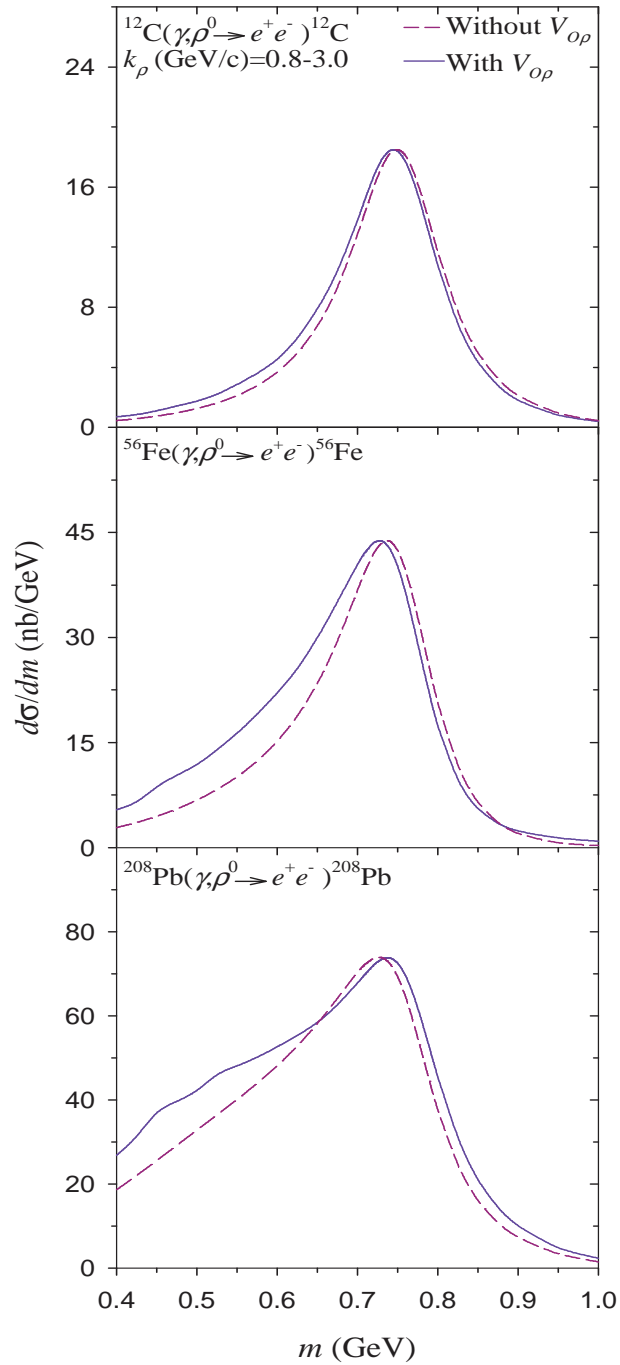 ¹²C(γ,ρ⁰→ e⁺e⁻)¹²C
k_ρ (GeV/c)=0.8-3.0
Without V_Oρ
With V_Oρ
24
16
8
0
⁵⁶Fe(γ,ρ⁰→ e⁺e⁻)⁵⁶Fe
45
30
15
0
dσ/dm (nb/GeV)
²⁰⁸Pb(γ,ρ⁰→ e⁺e⁻)²⁰⁸Pb
80
60
40
20
0
0.4 0.5 0.6 0.7 0.8 0.9 1.0
m (GeV)